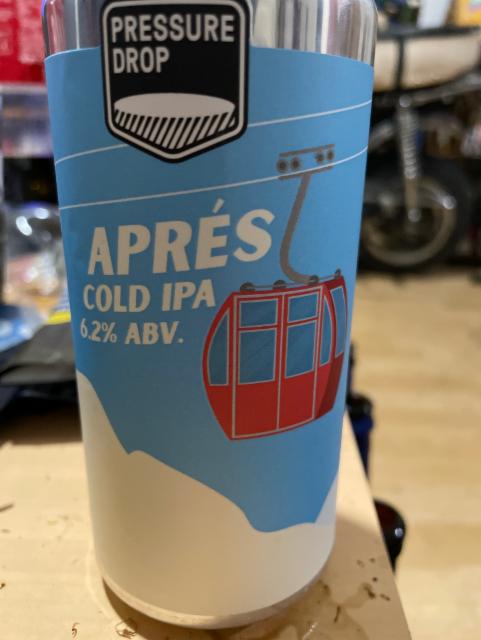 PRESSURE
DROP
APRÉS
COLD IPA
6.2% ABV.